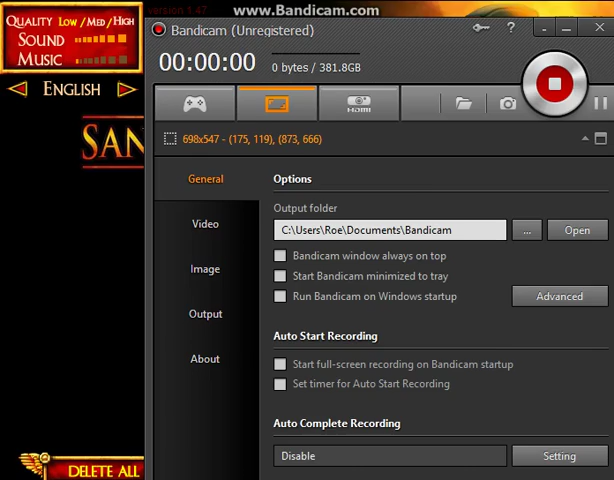 version 1.47
www.Bandicam.com
QUALITY LOW / MED / HIGH
SOUND
MUSIC
ENGLISH
SAN
DELETE ALL
Bandicam (Unregistered)
?
00:00:00
0 bytes / 381.8GB
HDMI
698x547 - (175, 119), (873, 666)
General
Video
Image
Output
About
Options
Output folder
C:\Users\Roe\Documents\Bandicam
...
Open
Bandicam window always on top
Start Bandicam minimized to tray
Run Bandicam on Windows startup
Advanced
Auto Start Recording
Start full-screen recording on Bandicam startup
Set timer for Auto Start Recording
Auto Complete Recording
Disable
Setting